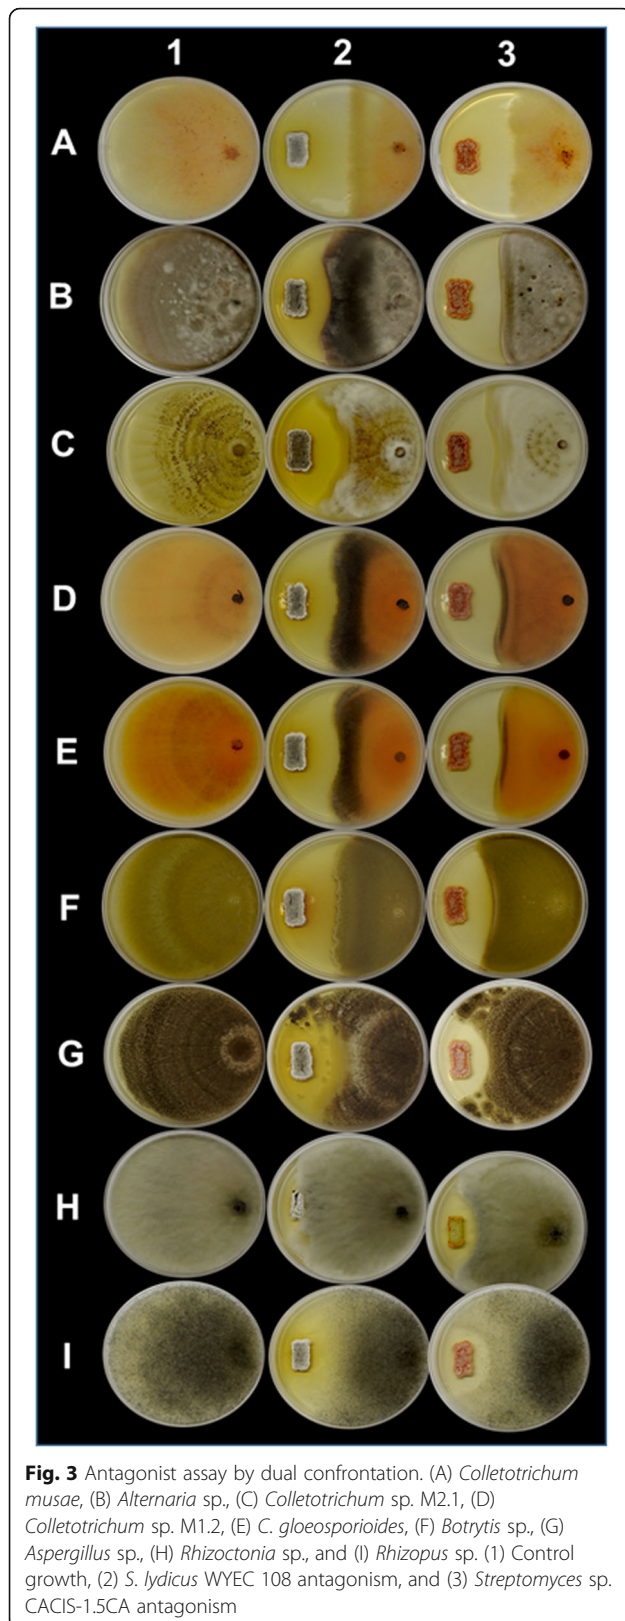 1 2 3
A
B
C
D
E
F
G
H
I
Fig. 3 Antagonist assay by dual confrontation. (A) Colletotrichum
musae, (B) Alternaria sp., (C) Colletotrichum sp. M2.1, (D)
Colletotrichum sp. M1.2, (E) C. gloeosporioides, (F) Botrytis sp., (G)
Aspergillus sp., (H) Rhizoctonia sp., and (I) Rhizopus sp. (1) Control
growth, (2) S. lydicus WYEC 108 antagonism, and (3) Streptomyces sp.
CACIS-1.5CA antagonism